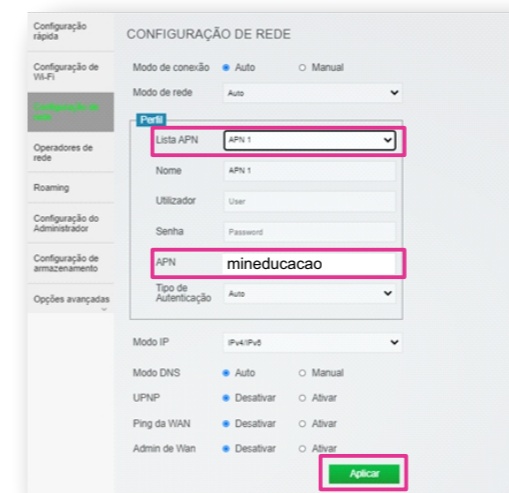 Configuração
rápida
CONFIGURAÇÃO DE REDE
Configuração de
Wi-Fi
Modo de conexão Auto Manual
Modo de rede Auto
Configuração de
rede
Perfil
Lista APN APN 1
Operadores de
rede
Nome APN 1
Roaming
Utilizador User
Configuração do
Administrador
Senha Password
Configuração de
armazenamento
APN mineducacao
Opções avançadas
Tipo de
Autenticação Auto
Modo IP IPv4/IPv6
Modo DNS Auto Manual
UPNP Desativar Ativar
Ping da WAN Desativar Ativar
Admin de Wan Desativar Ativar
Aplicar